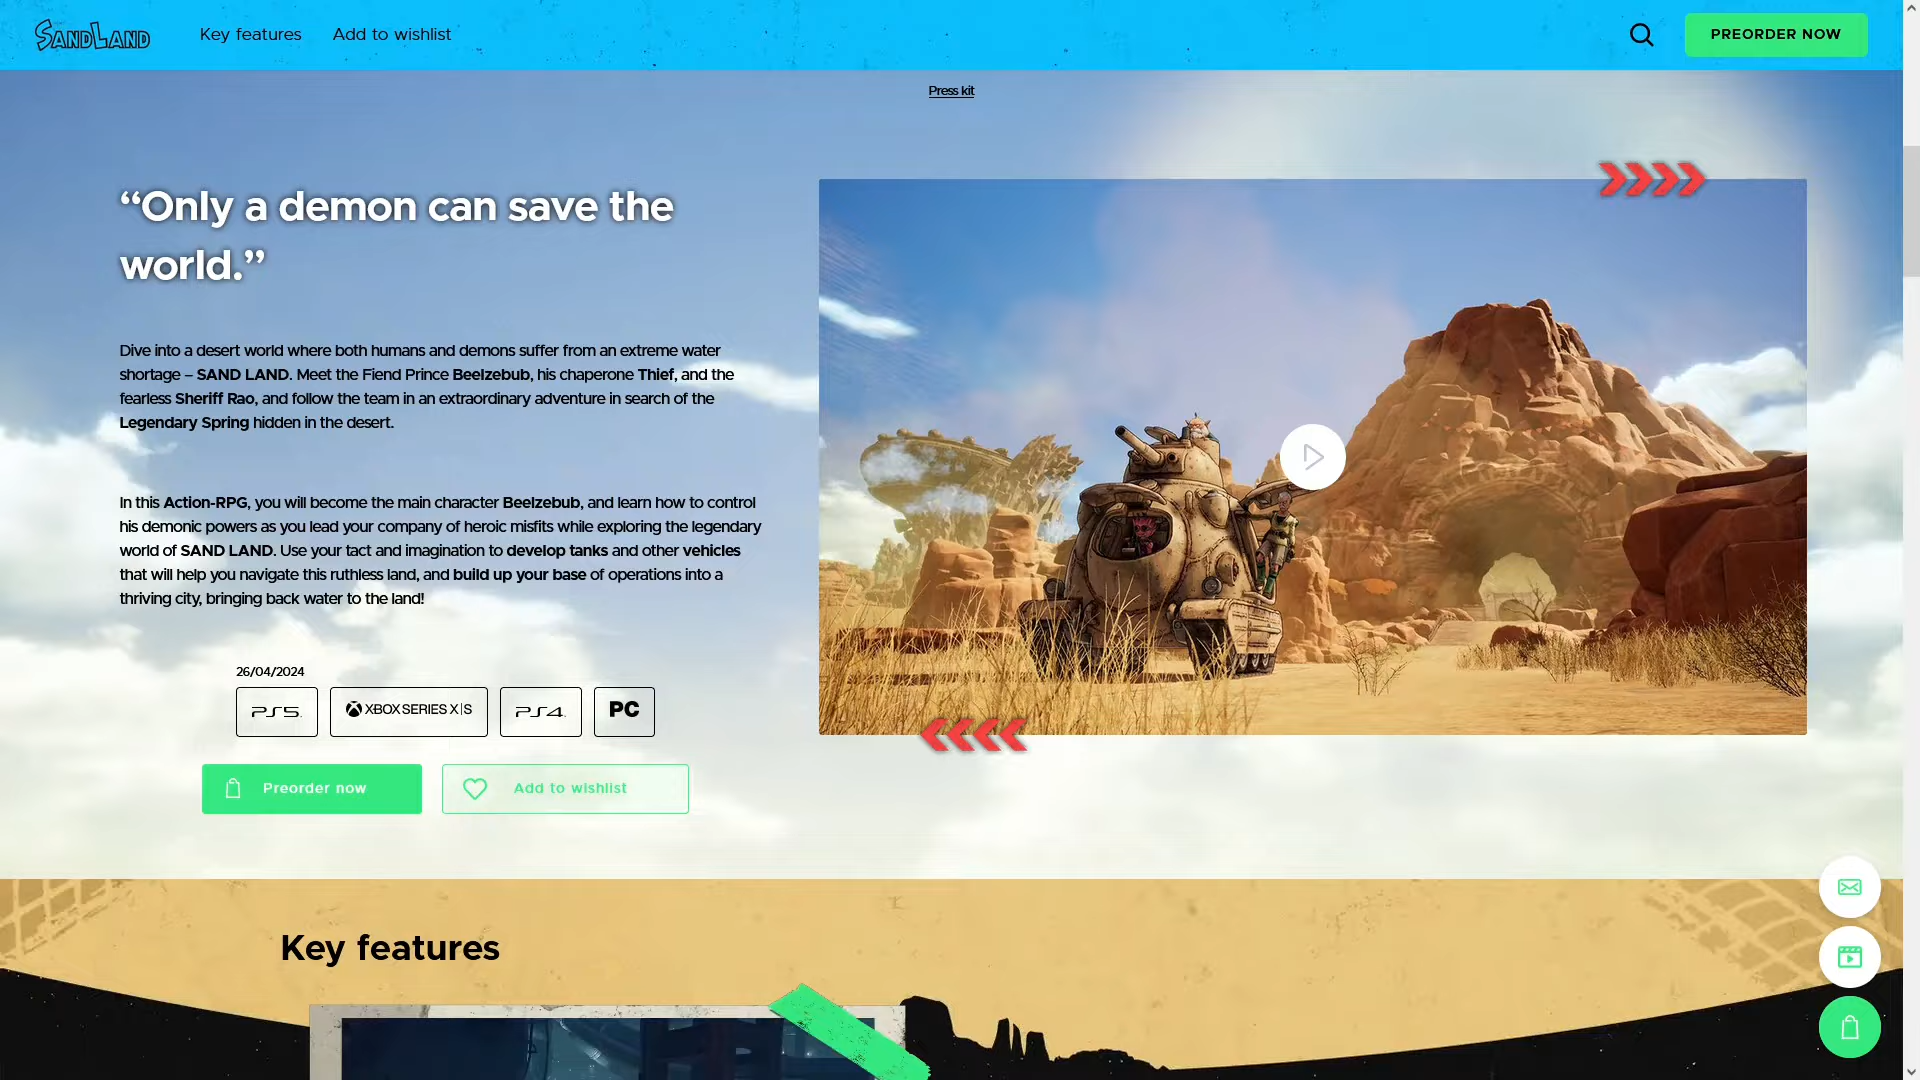 SANDLAND
Key features
Add to wishlist
PREORDER NOW
Press kit
“Only a demon can save the
world.”
Dive into a desert world where both humans and demons suffer from an extreme water
shortage – SAND LAND. Meet the Fiend Prince Beelzebub, his chaperone Thief, and the
fearless Sheriff Rao, and follow the team in an extraordinary adventure in search of the
Legendary Spring hidden in the desert.
In this Action-RPG, you will become the main character Beelzebub, and learn how to control
his demonic powers as you lead your company of heroic misfits while exploring the legendary
world of SAND LAND. Use your tact and imagination to develop tanks and other vehicles
that will help you navigate this ruthless land, and build up your base of operations into a
thriving city, bringing back water to the land!
26/04/2024
PS5
XBOX SERIES X|S
PS4
PC
Preorder now
Add to wishlist
Key features